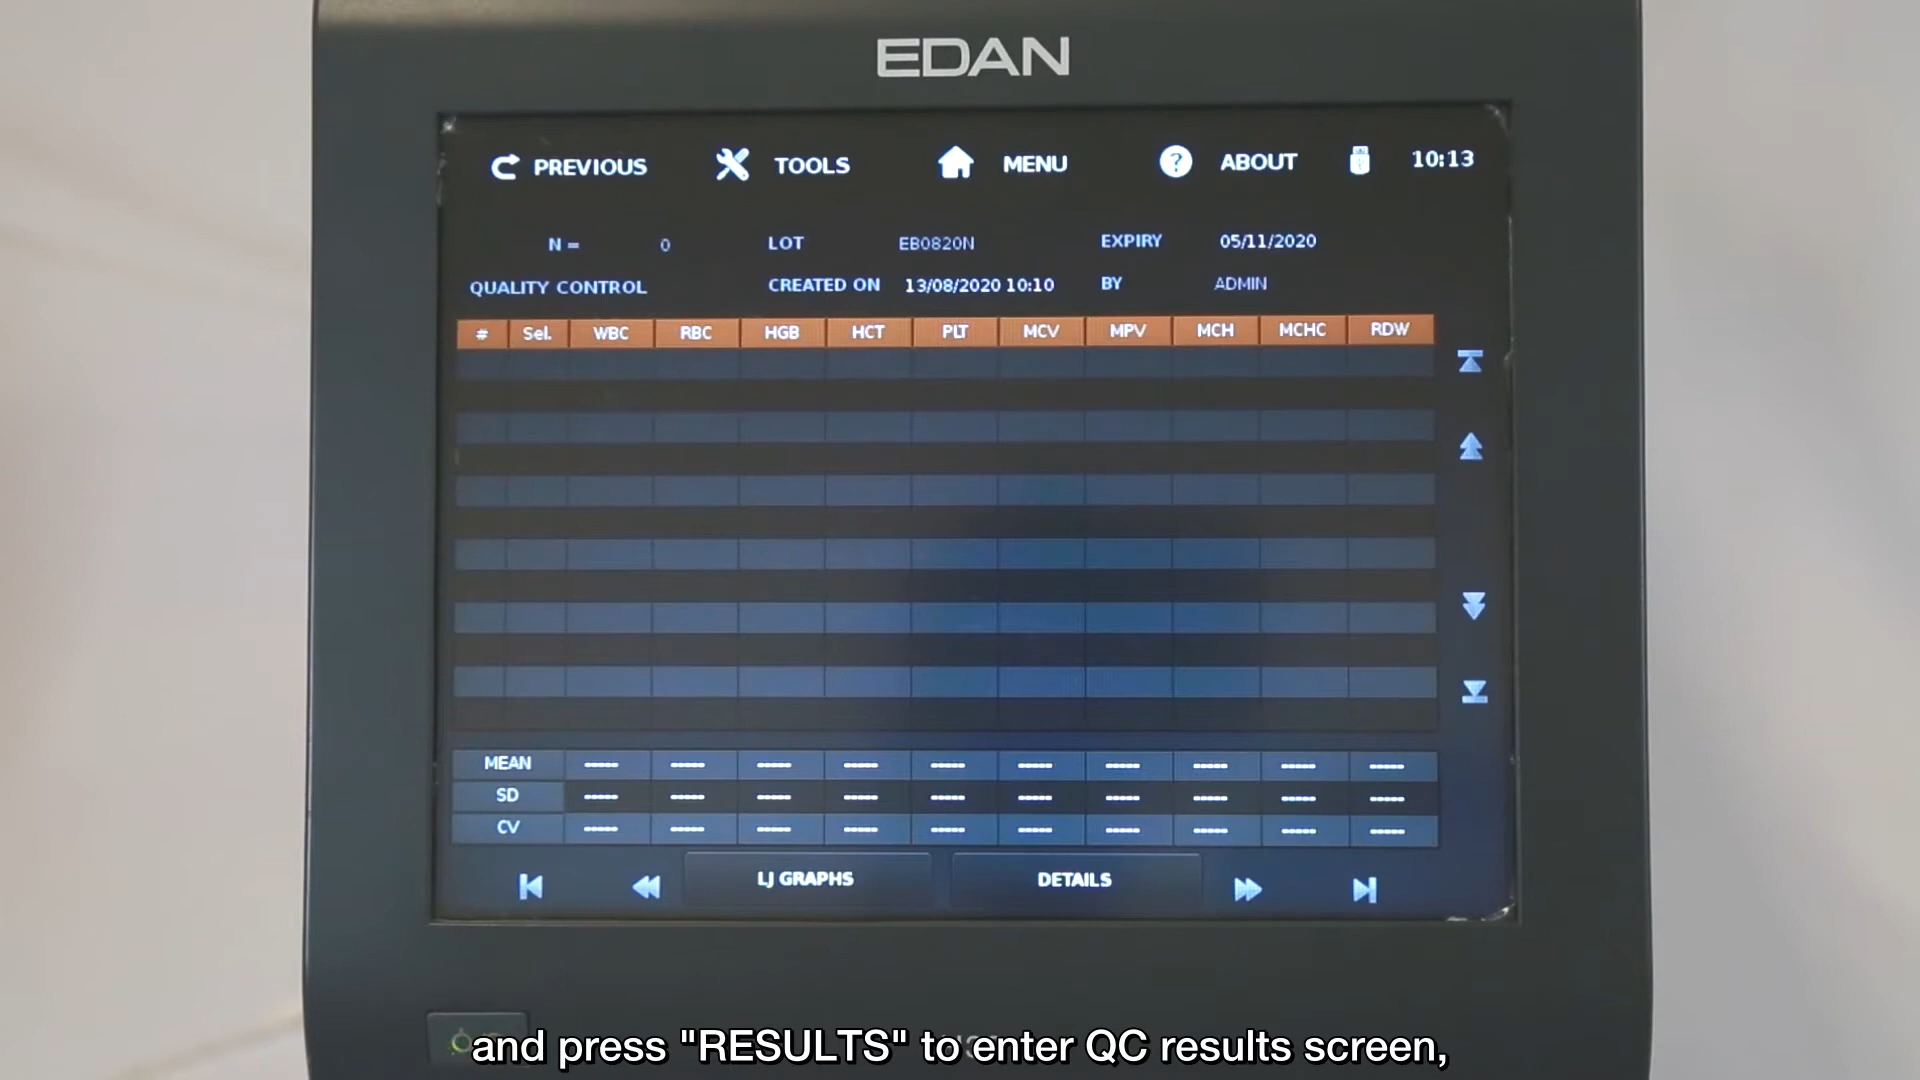 EDAN
PREVIOUS TOOLS MENU ? ABOUT 10:13
N = 0 LOT EB0820N EXPIRY 05/11/2020
QUALITY CONTROL CREATED ON 13/08/2020 10:10 BY ADMIN
# Sel. WBC RBC HGB HCT PLT MCV MPV MCH MCHC RDW
MEAN ----- ----- ----- ----- ----- ----- ----- ----- ----- -----
SD ----- ----- ----- ----- ----- ----- ----- ----- ----- -----
CV ----- ----- ----- ----- ----- ----- ----- ----- ----- -----
LJ GRAPHS DETAILS
and press "RESULTS" to enter QC results screen,